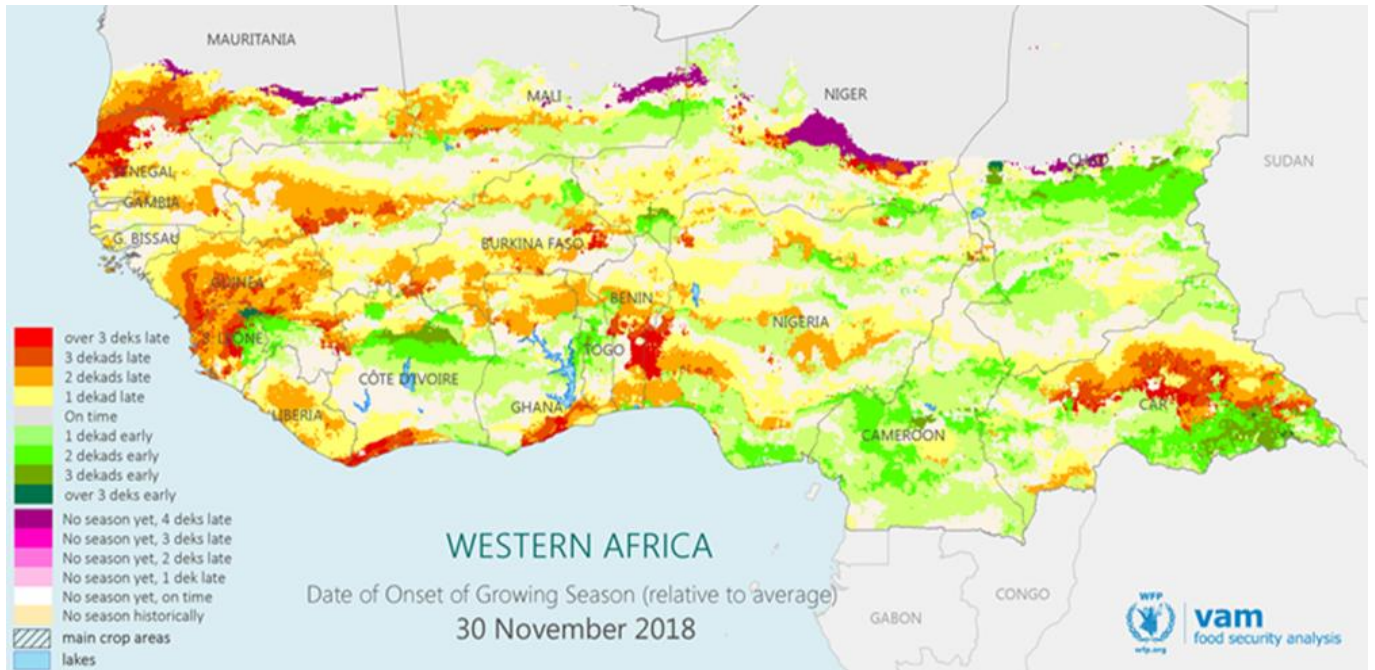 MAURITANIA
MALI
NIGER
CHAD
SUDAN
SENEGAL
GAMBIA
G. BISSAU
BURKINA FASO
GUINEA
BENIN
NIGERIA
S. LEONE
TOGO
CÔTE D'IVOIRE
GHANA
LIBERIA
CAMEROON
CAR
GABON
CONGO
over 3 deks late
3 dekads late
2 dekads late
1 dekad late
On time
1 dekad early
2 dekads early
3 dekads early
over 3 deks early
No season yet, 4 deks late
No season yet, 3 deks late
No season yet, 2 deks late
No season yet, 1 dek late
No season yet, on time
No season historically
main crop areas
lakes
WESTERN AFRICA
Date of Onset of Growing Season (relative to average)
30 November 2018
WFP
wfp.org
vam
food security analysis